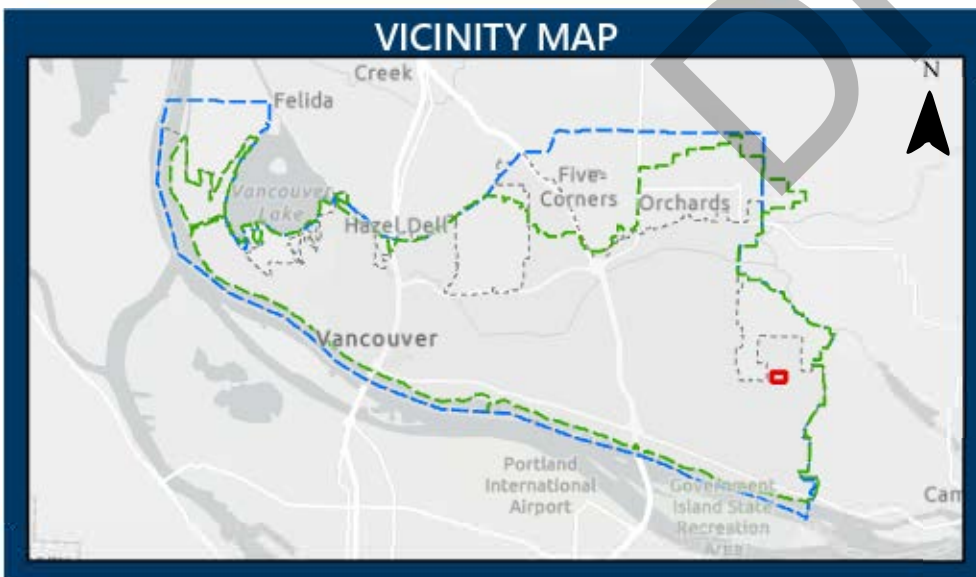 VICINITY MAP
N
Creek
Felida
Vancouver
Lake
Five
Corners
Orchards
Hazel Dell
Vancouver
Portland
International
Airport
Government
Island State
Recreation
Area
Cam